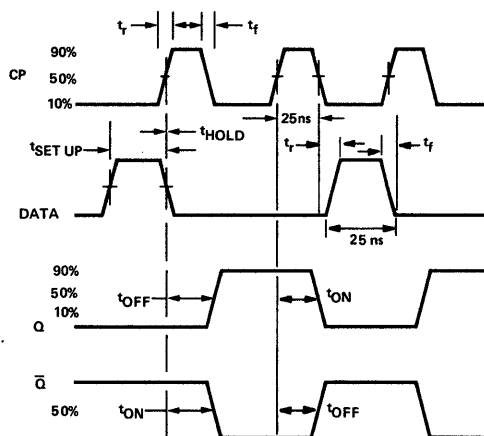 tr
tf
90%
CP 50%
10%
25ns
tHOLD
tSET UP
tr
tf
DATA
25 ns
90%
50%
tOFF
tON
10%
Q
Q̅
50%
tON
tOFF